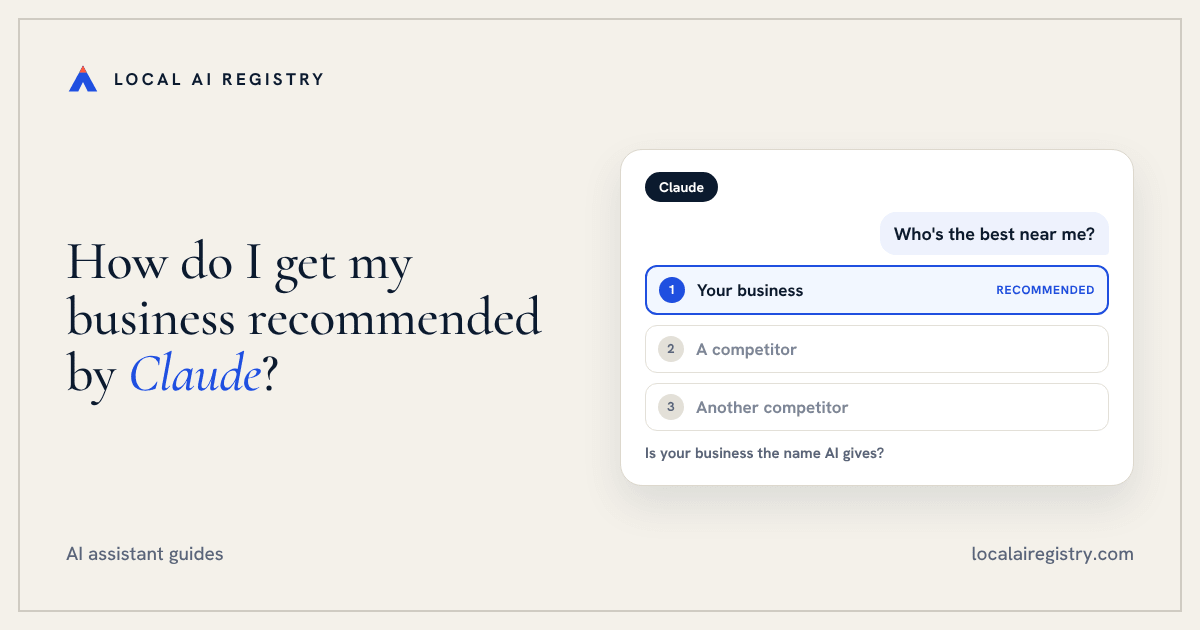 LOCAL AI REGISTRY
How do I get my
business recommended
by Claude?
Claude
Who's the best near me?
1 Your business RECOMMENDED
2 A competitor
3 Another competitor
Is your business the name AI gives?
AI assistant guides
localairegistry.com